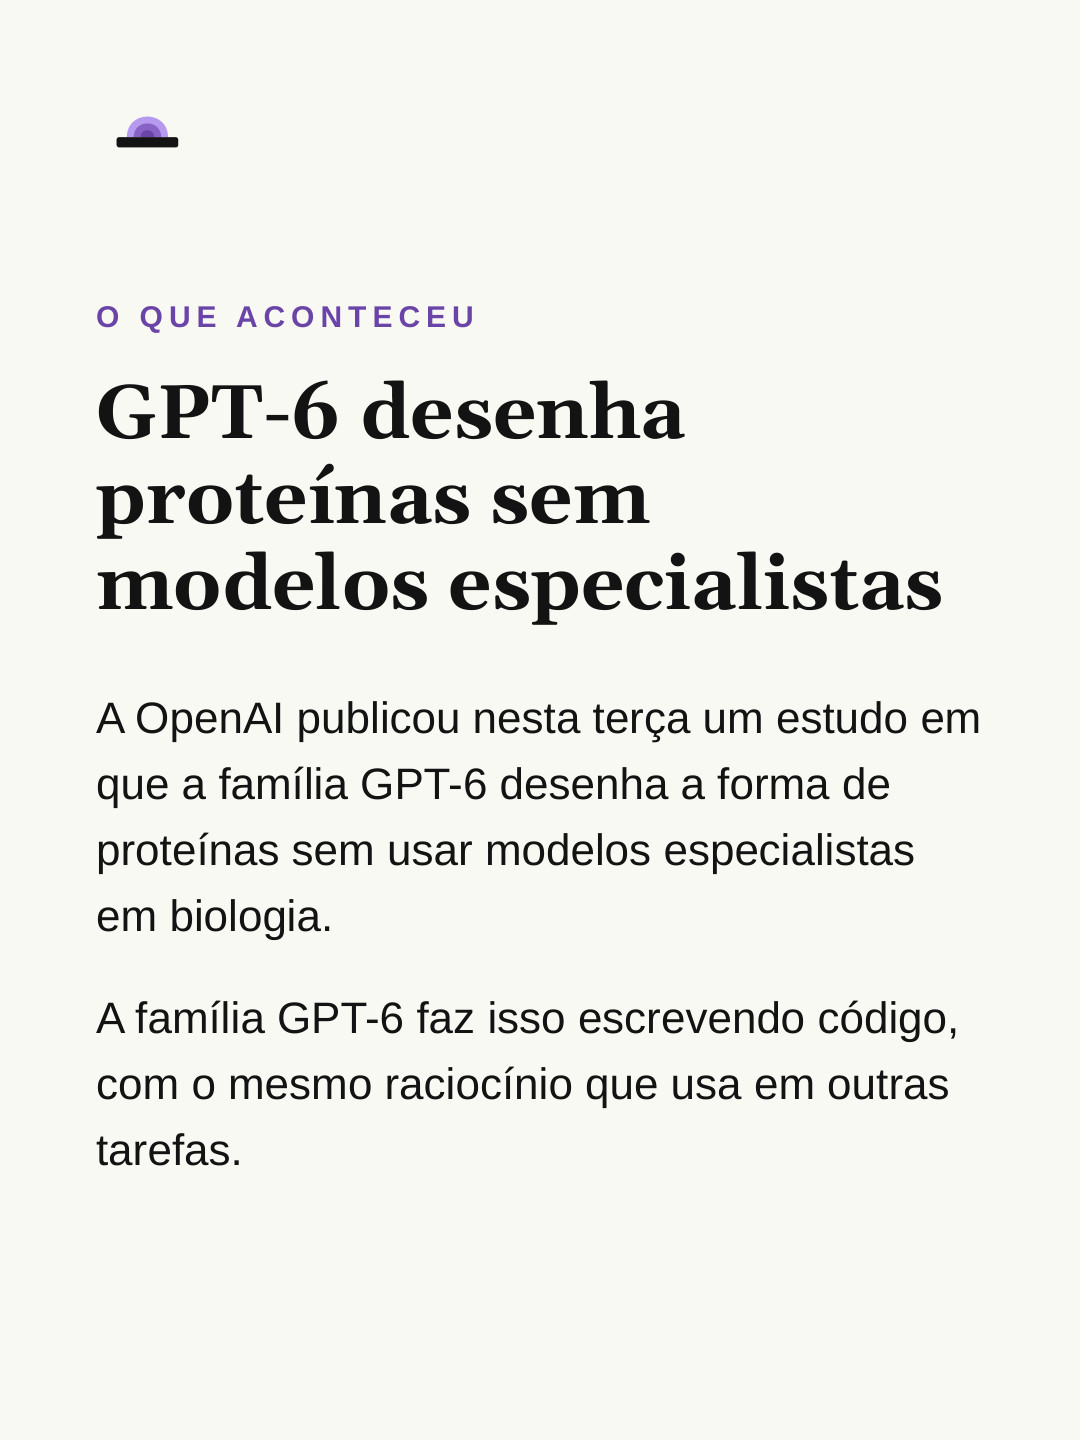 O QUE ACONTECEU
GPT-6 desenha
proteínas sem
modelos especialistas
A OpenAI publicou nesta terça um estudo em
que a família GPT-6 desenha a forma de
proteínas sem usar modelos especialistas
em biologia.
A família GPT-6 faz isso escrevendo código,
com o mesmo raciocínio que usa em outras
tarefas.